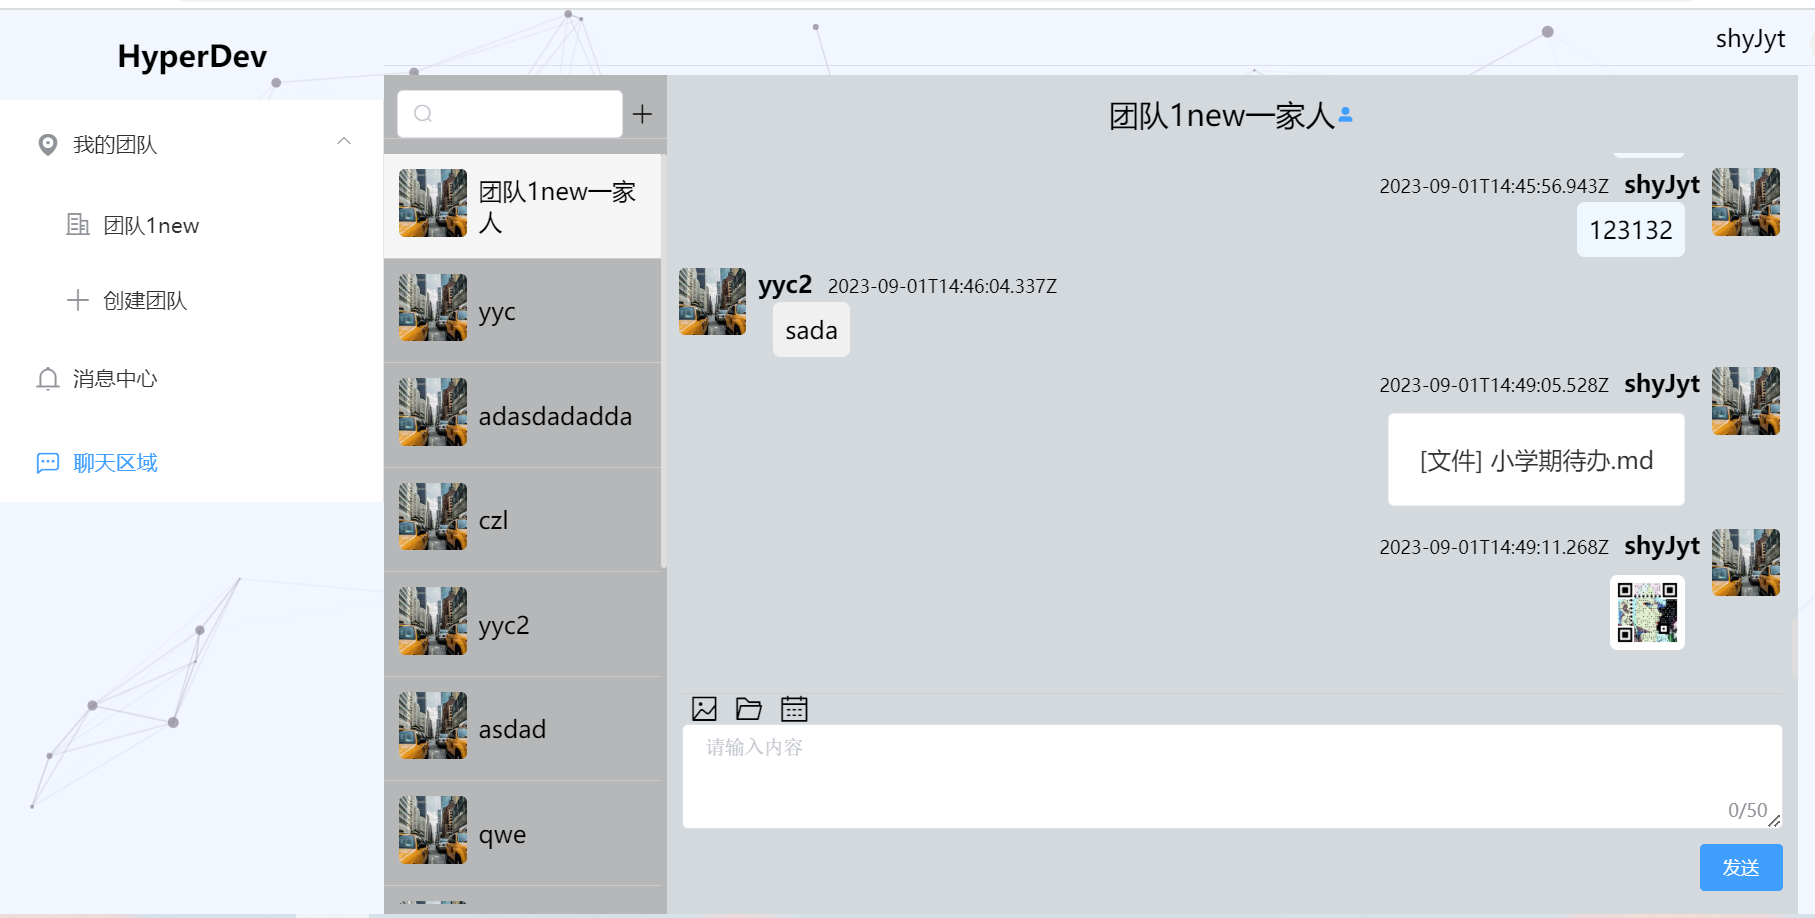 HyperDev
shyJyt
我的团队
团队1new
创建团队
消息中心
聊天区域
团队1new一家
人
yyc
adasdadadda
czl
yyc2
asdad
qwe
团队1new一家人
2023-09-01T14:45:56.943Z shyJyt
123132
yyc2 2023-09-01T14:46:04.337Z
sada
2023-09-01T14:49:05.528Z shyJyt
[文件] 小学期待办.md
2023-09-01T14:49:11.268Z shyJyt
请输入内容
0/50
发送